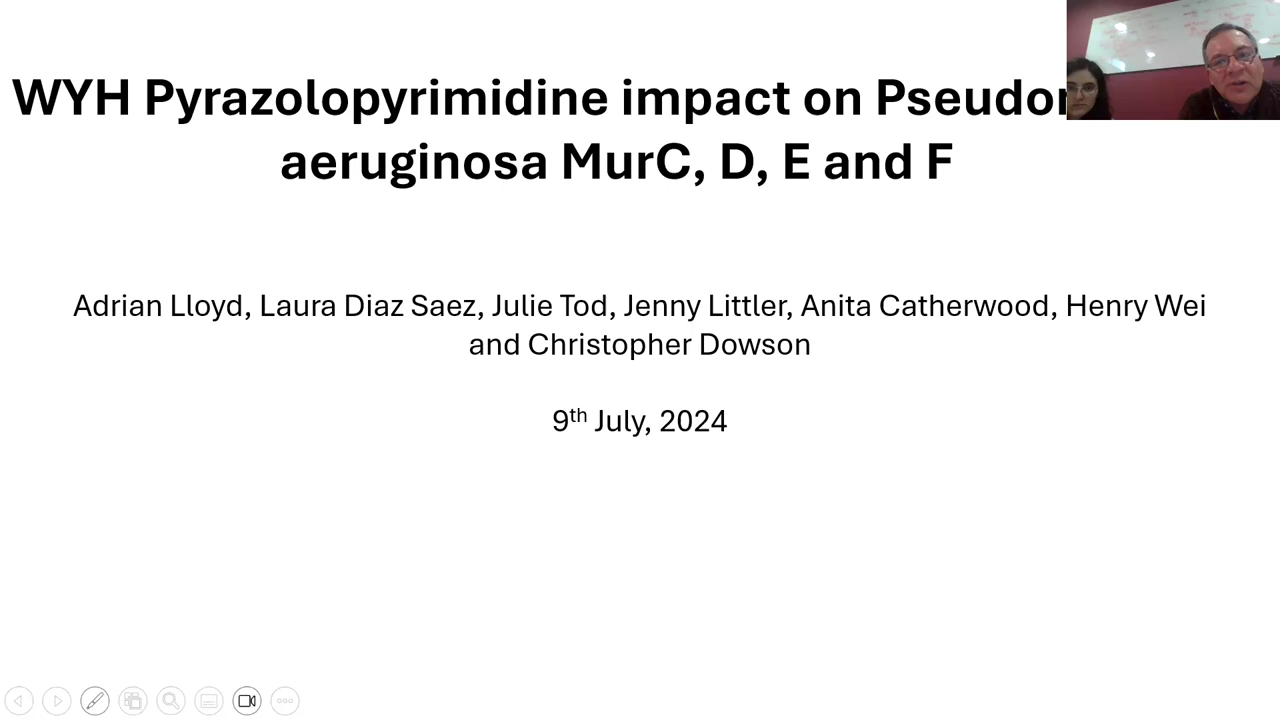 WYH Pyrazolopyrimidine impact on
aeruginosa MurC, D, E and F
Adrian Lloyd, Laura Diaz Saez, Julie Tod, Jenny Littler, Anita Catherwood, Henry Wei
and Christopher Dowson
9th July, 2024